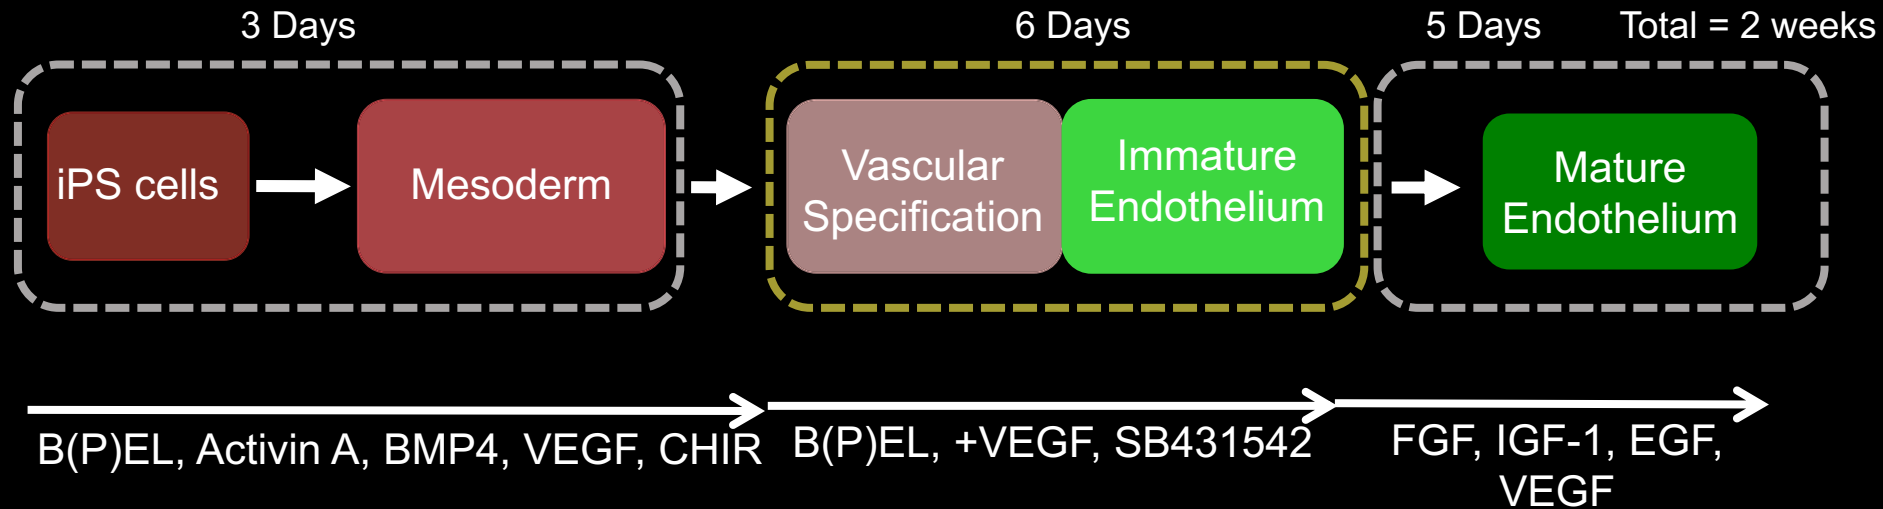 3 Days
6 Days
5 Days
Total = 2 weeks
iPS cells
Mesoderm
Vascular
Specification
Immature
Endothelium
Mature
Endothelium
B(P)EL, Activin A, BMP4, VEGF, CHIR
B(P)EL, +VEGF, SB431542
FGF, IGF-1, EGF,
VEGF